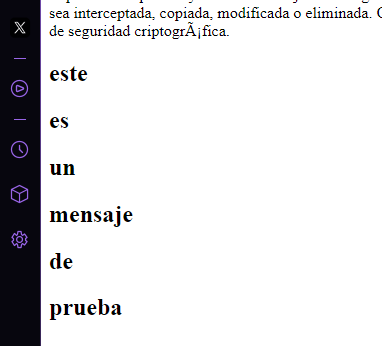 sea interceptada, copiada, modificada o eliminada.
de seguridad criptogrÃ¡fica.
este
es
un
mensaje
de
prueba